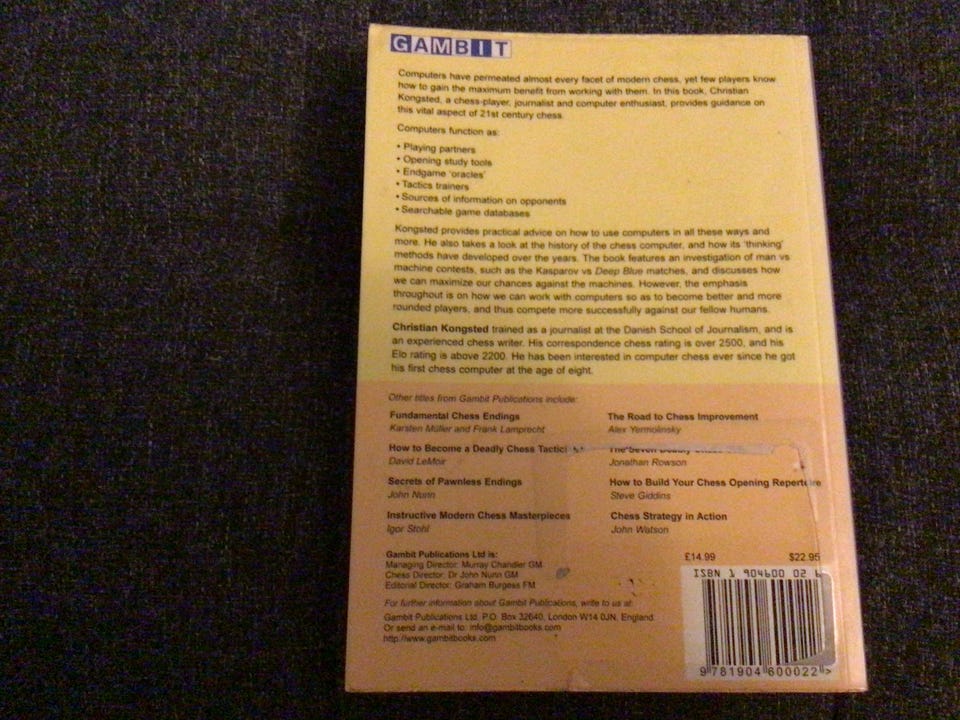 GAMBIT
Computers have permeated almost every facet of modern chess, yet few players know
how to gain the maximum benefit from working with them. In this book, Christian
Kongsted, a chess-player, journalist and computer enthusiast, provides guidance on
this vital aspect of 21st century chess.
Computers function as:
• Playing partners
• Opening study tools
• Endgame 'oracles'
• Tactics trainers
• Sources of information on opponents
• Searchable game databases
Kongsted provides practical advice on how to use computers in all these ways and
more. He also takes a look at the history of the chess computer, and how its 'thinking'
methods have developed over the years. The book features an investigation of man vs
machine contests, such as the Kasparov vs Deep Blue matches, and discusses how
we can maximize our chances against the machines. However, the emphasis
throughout is on how we can work with computers so as to become better and more
rounded players, and thus compete more successfully against our fellow humans.
Christian Kongsted trained as a journalist at the Danish School of Journalism, and is
an experienced chess writer. His correspondence chess rating is over 2500, and his
Elo rating is above 2200. He has been interested in computer chess ever since he got
his first chess computer at the age of eight.
Other titles from Gambit Publications include:
Fundamental Chess Endings
Karsten Müller and Frank Lamprecht
How to Become a Deadly Chess
David LeMoir
Secrets of Pawnless Endings
John Nunn
Instructive Modern Chess Masterpieces
Igor Stohl
The Road to Chess Improvement
Alex Yermolinsky
The Seven Deadly
Jonathan Rowson
How to Build Your Chess Opening Repertoire
Steve Giddins
Chess Strategy in Action
John Watson
Gambit Publications Ltd is:
Managing Director: Murray Chandler GM
Chess Director: Dr John Nunn GM
Editorial Director: Graham Burgess FM
For further information about Gambit Publications, write to us at:
Gambit Publications Ltd, P.O. Box 32640, London W14 0JN, England.
Or send an e-mail to: info@gambitbooks.com
http://www.gambitbooks.com
£14.99 $22.95
ISBN 1 904600 02 6
9 781904 600022 >